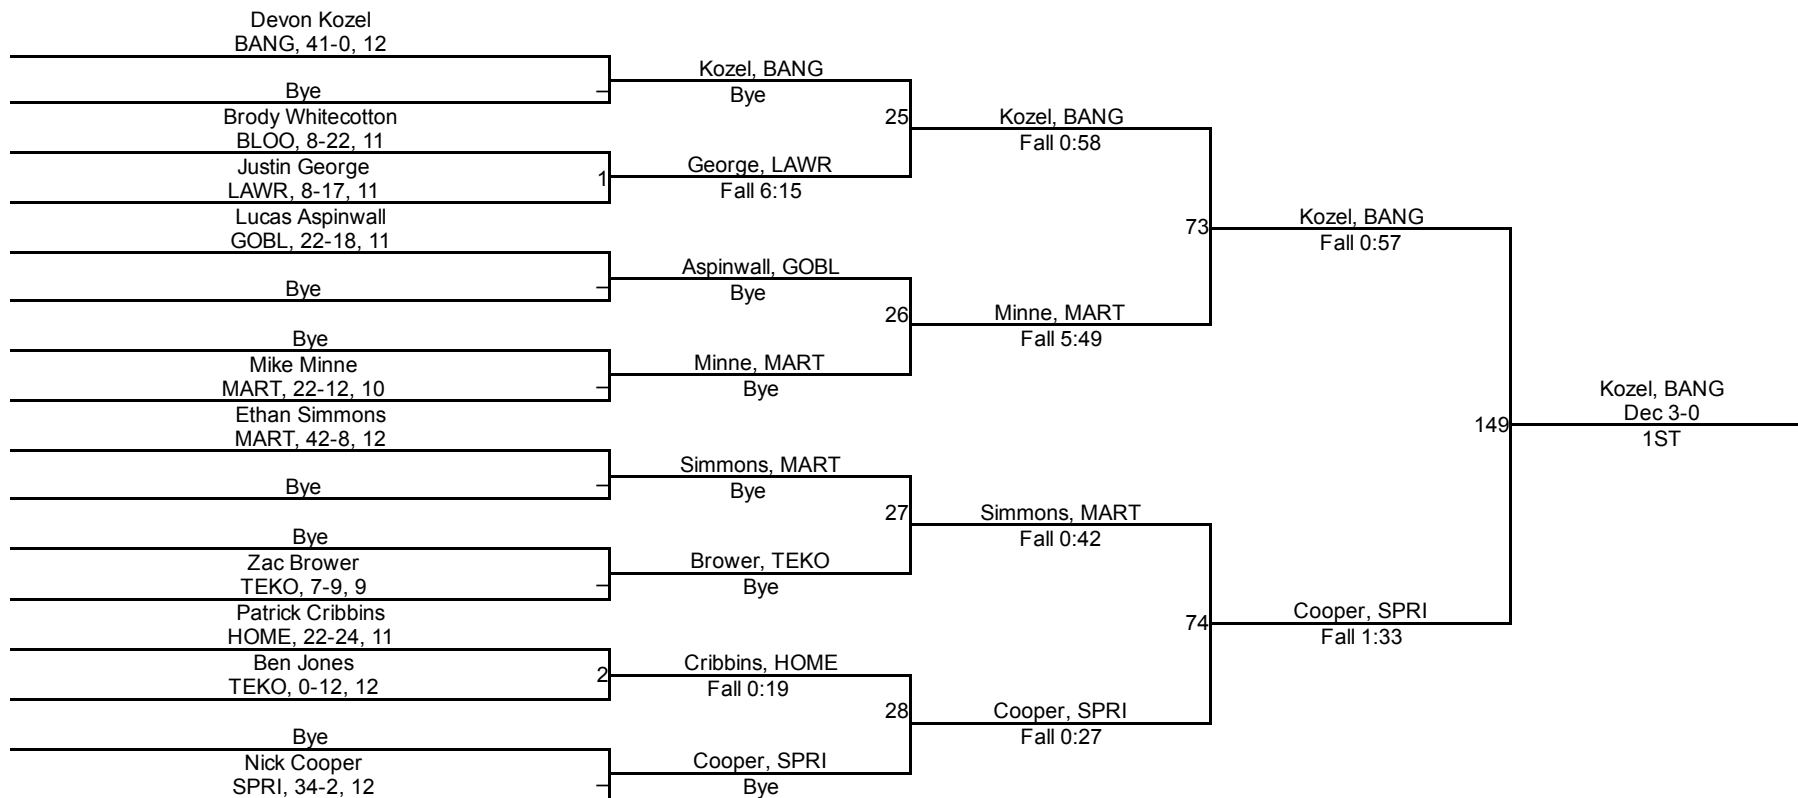 Devon Kozel
BANG, 41-0, 12
Bye
Brody Whitecotton
BLOO, 8-22, 11
Justin George
LAWR, 8-17, 11
1
Lucas Aspinwall
GOBL, 22-18, 11
Bye
Bye
Mike Minne
MART, 22-12, 10
Ethan Simmons
MART, 42-8, 12
Bye
Bye
Zac Brower
TEKO, 7-9, 9
Patrick Cribbins
HOME, 22-24, 11
Ben Jones
TEKO, 0-12, 12
2
Bye
Nick Cooper
SPRI, 34-2, 12
Kozel, BANG
Bye
25
George, LAWR
Fall 6:15
Aspinwall, GOBL
Bye
26
Minne, MART
Bye
Simmons, MART
Bye
27
Brower, TEKO
Bye
Cribbins, HOME
Fall 0:19
28
Cooper, SPRI
Bye
Kozel, BANG
Fall 0:58
73
Minne, MART
Fall 5:49
Simmons, MART
Fall 0:42
74
Cooper, SPRI
Fall 0:27
Kozel, BANG
Fall 0:57
149
Cooper, SPRI
Fall 1:33
Kozel, BANG
Dec 3-0
1ST